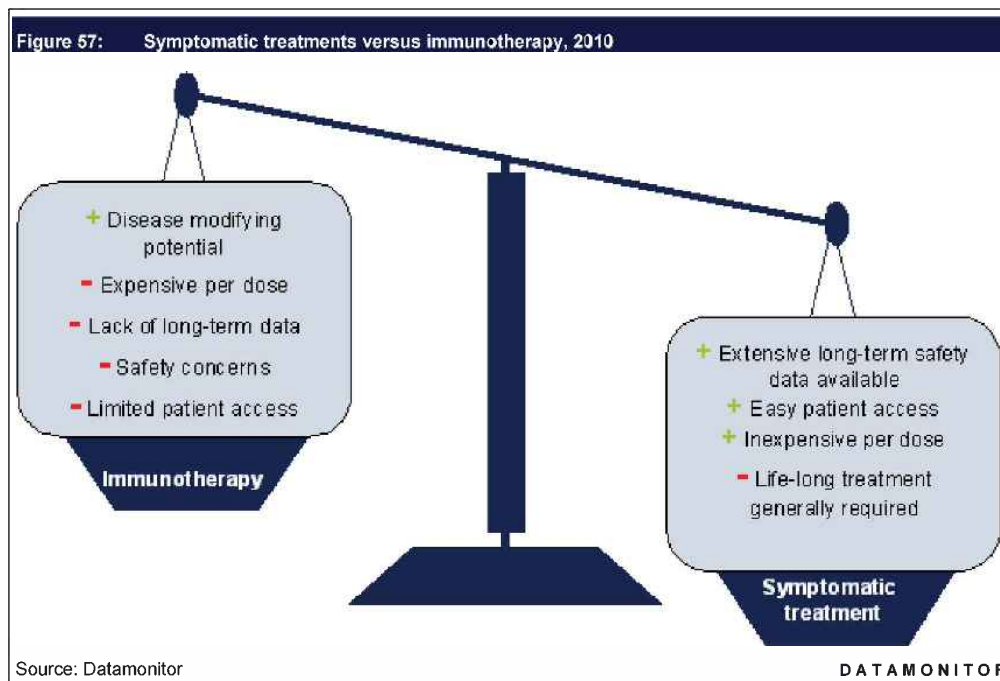 Figure 57: Symptomatic treatments versus immunotherapy, 2010
+ Disease modifying
potential
- Expensive per dose
- Lack of long-term data
- Safety concerns
- Limited patient access
Immunotherapy
+ Extensive long-term safety
data available
+ Easy patient access
+ Inexpensive per dose
- Life-long treatment
generally required
Symptomatic
treatment
Source: Datamonitor
DATAMONITOR